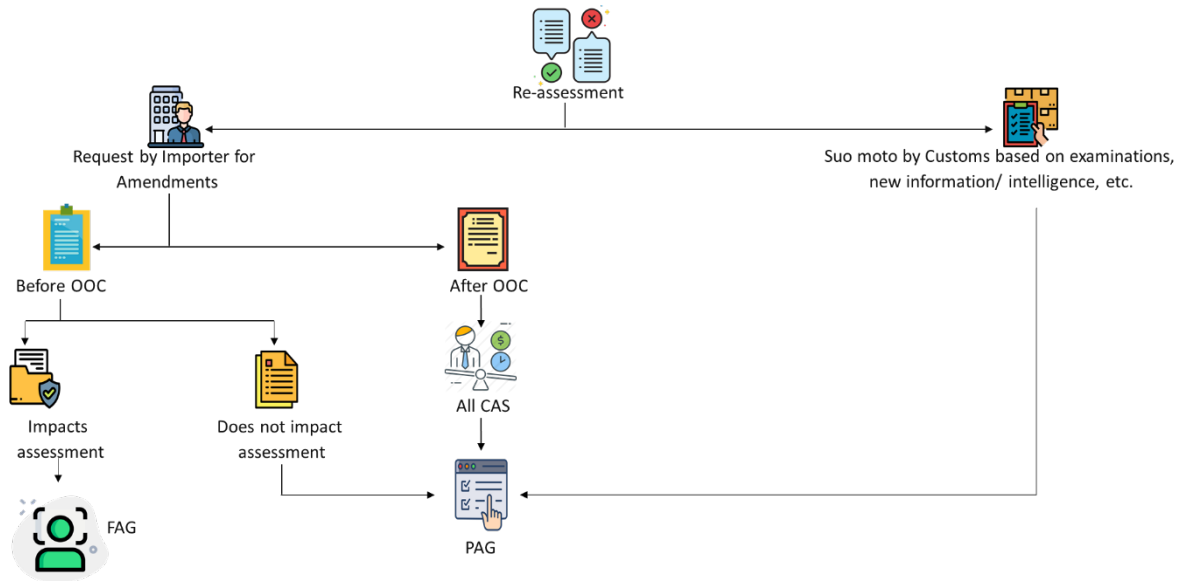 Re-assessment
Request by Importer for
Amendments
Suo moto by Customs based on examinations,
new information/ intelligence, etc.
Before OOC
After OOC
Impacts
assessment
Does not impact
assessment
All CAS
FAG
PAG